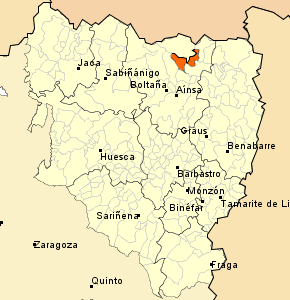 Jaca
Sabiñánigo
Boltaña
Aínsa
Graus
Benabarre
Huesca
Barbastro
Monzón
Tamarite de Li
Binéfar
Sariñena
Zaragoza
Fraga
Quinto